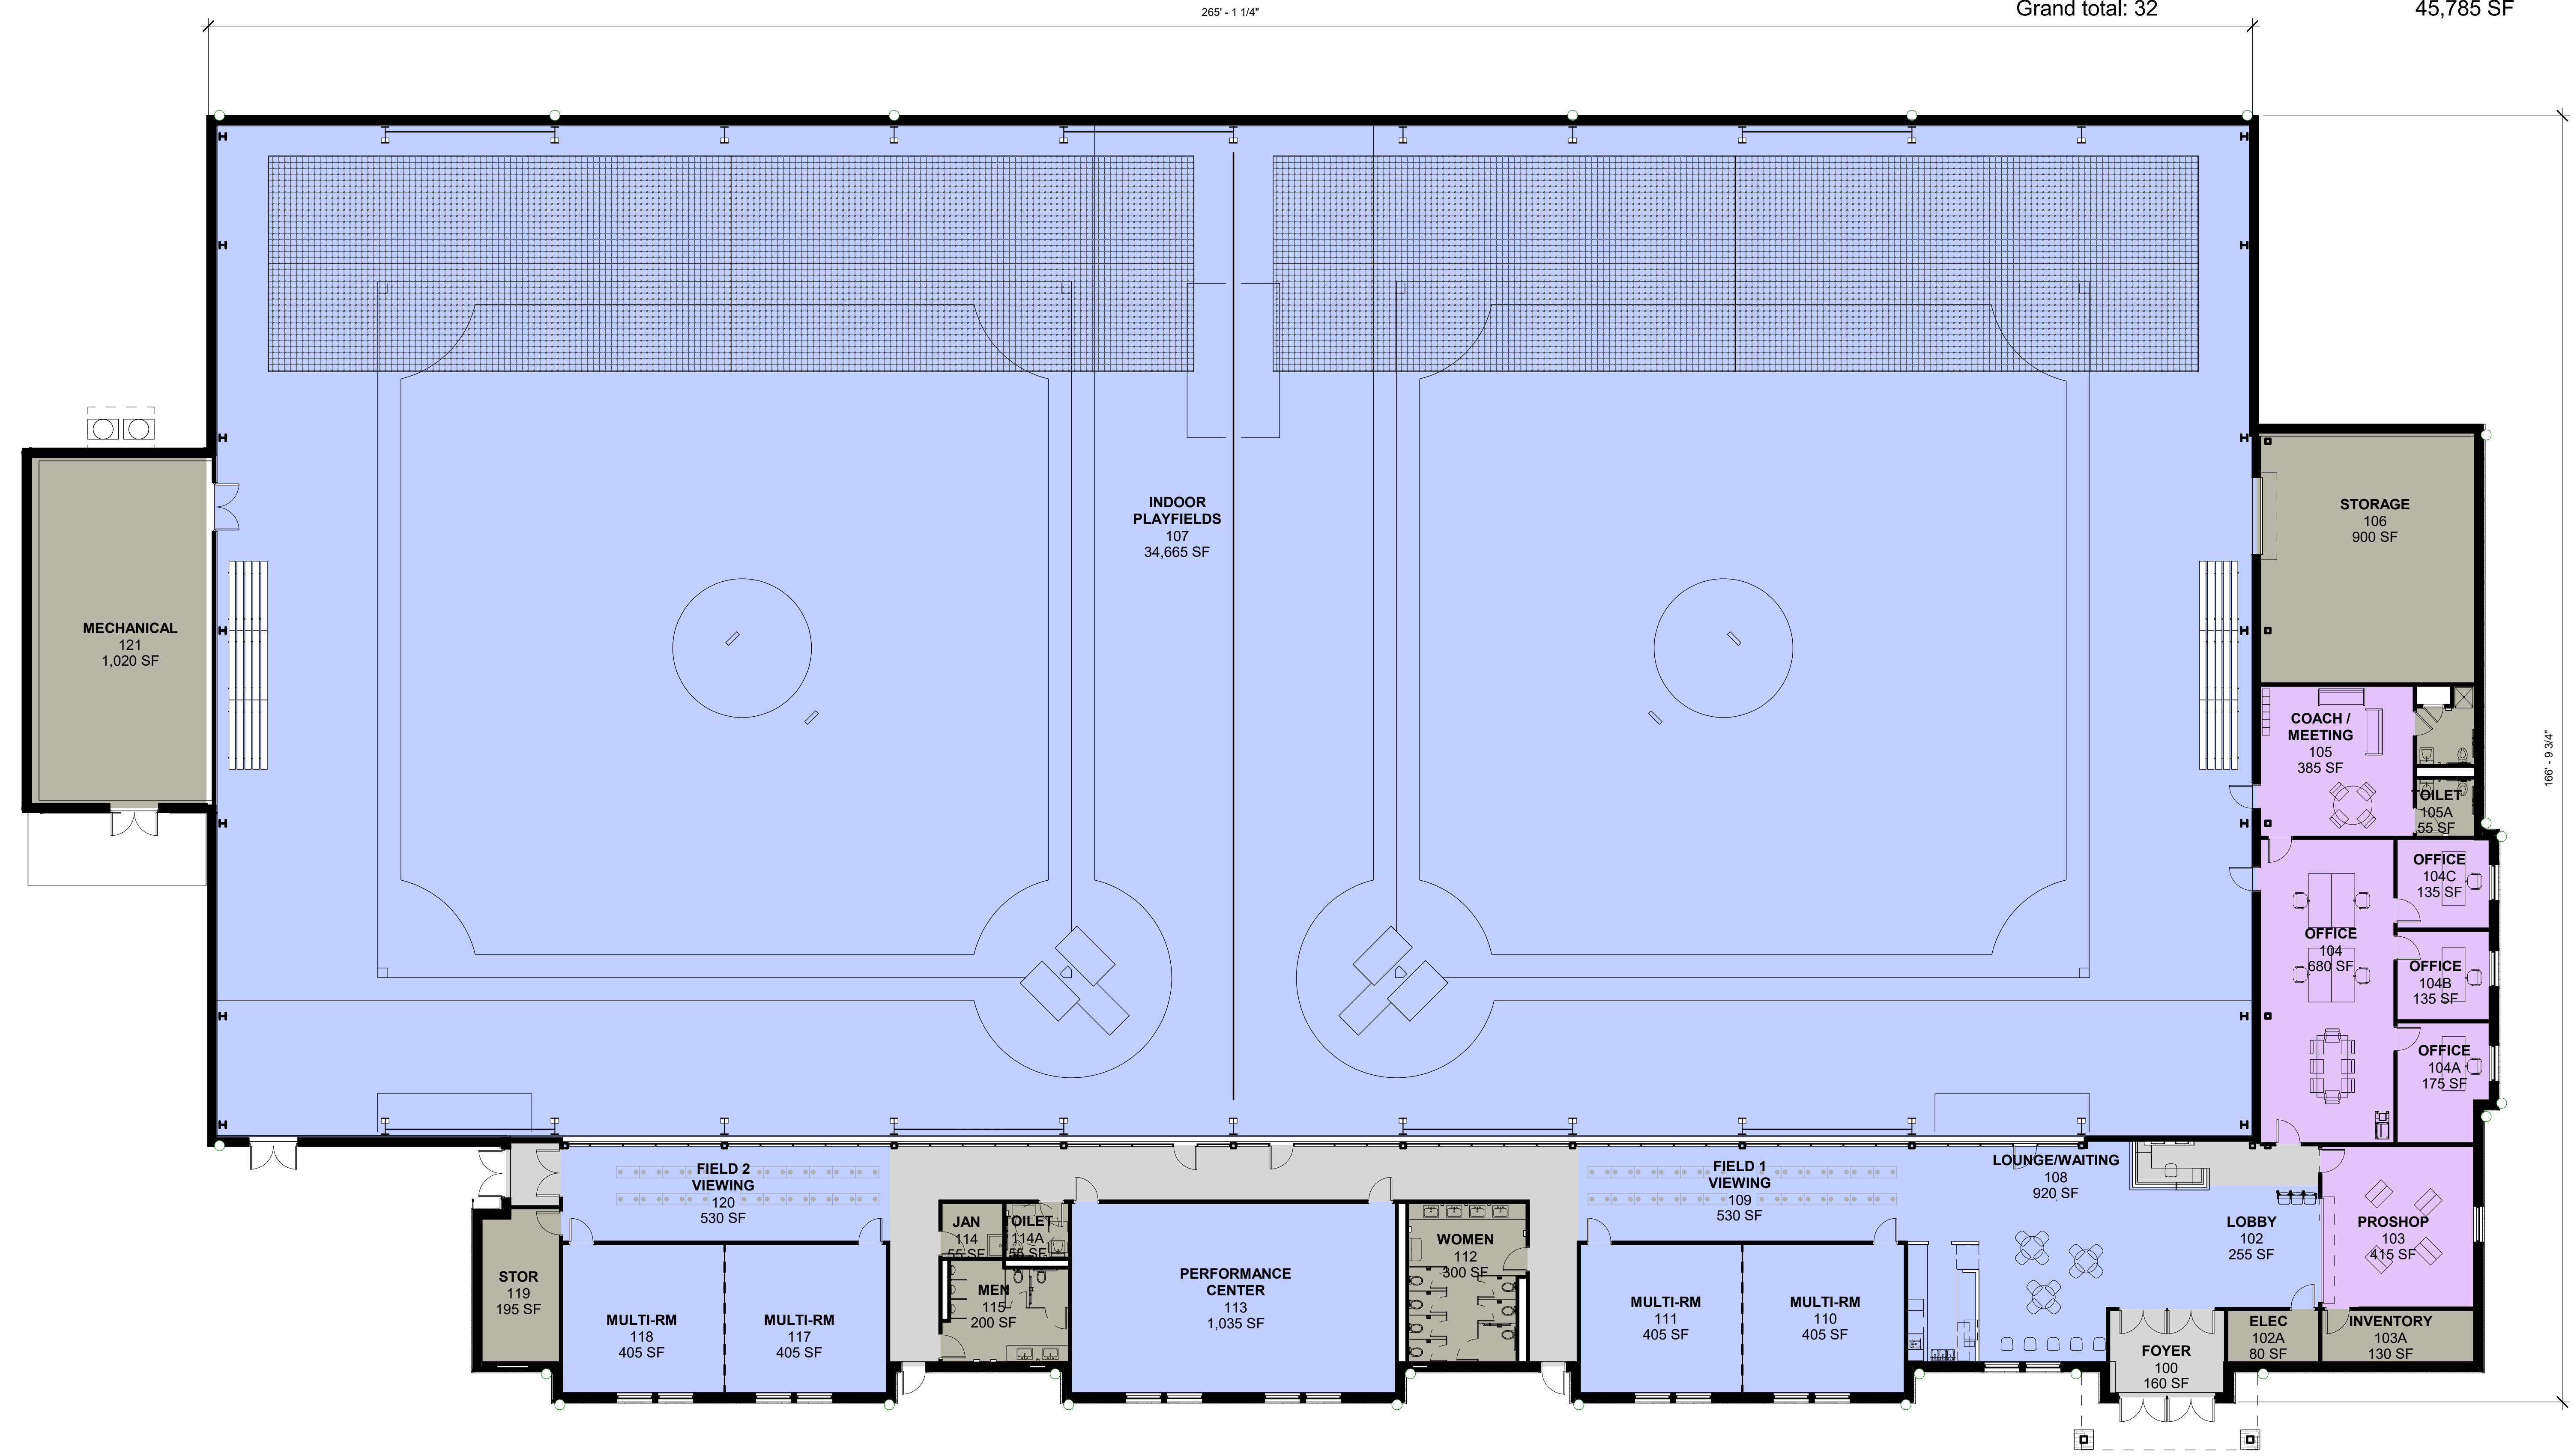 265' - 1 1/4"
Grand total: 32
45,785 SF
INDOOR
PLAYFIELDS
107
34,665 SF
STORAGE
106
900 SF
MECHANICAL
121
1,020 SF
166' - 9 3/4"
COACH /
MEETING
105
385 SF
TOILET
105A
55 SF
OFFICE
104C
135 SF
OFFICE
104
680 SF
OFFICE
104B
135 SF
OFFICE
104A
175 SF
FIELD 2
VIEWING
120
530 SF
FIELD 1
VIEWING
109
530 SF
LOUNGE/WAITING
108
920 SF
JAN
114
55 SF
TOILET
114A
55 SF
WOMEN
112
300 SF
LOBBY
102
255 SF
PROSHOP
103
415 SF
STOR
119
195 SF
MEN
115
200 SF
PERFORMANCE
CENTER
113
1,035 SF
MULTI-RM
118
405 SF
MULTI-RM
117
405 SF
MULTI-RM
111
405 SF
MULTI-RM
110
405 SF
FOYER
100
160 SF
ELEC
102A
80 SF
INVENTORY
103A
130 SF